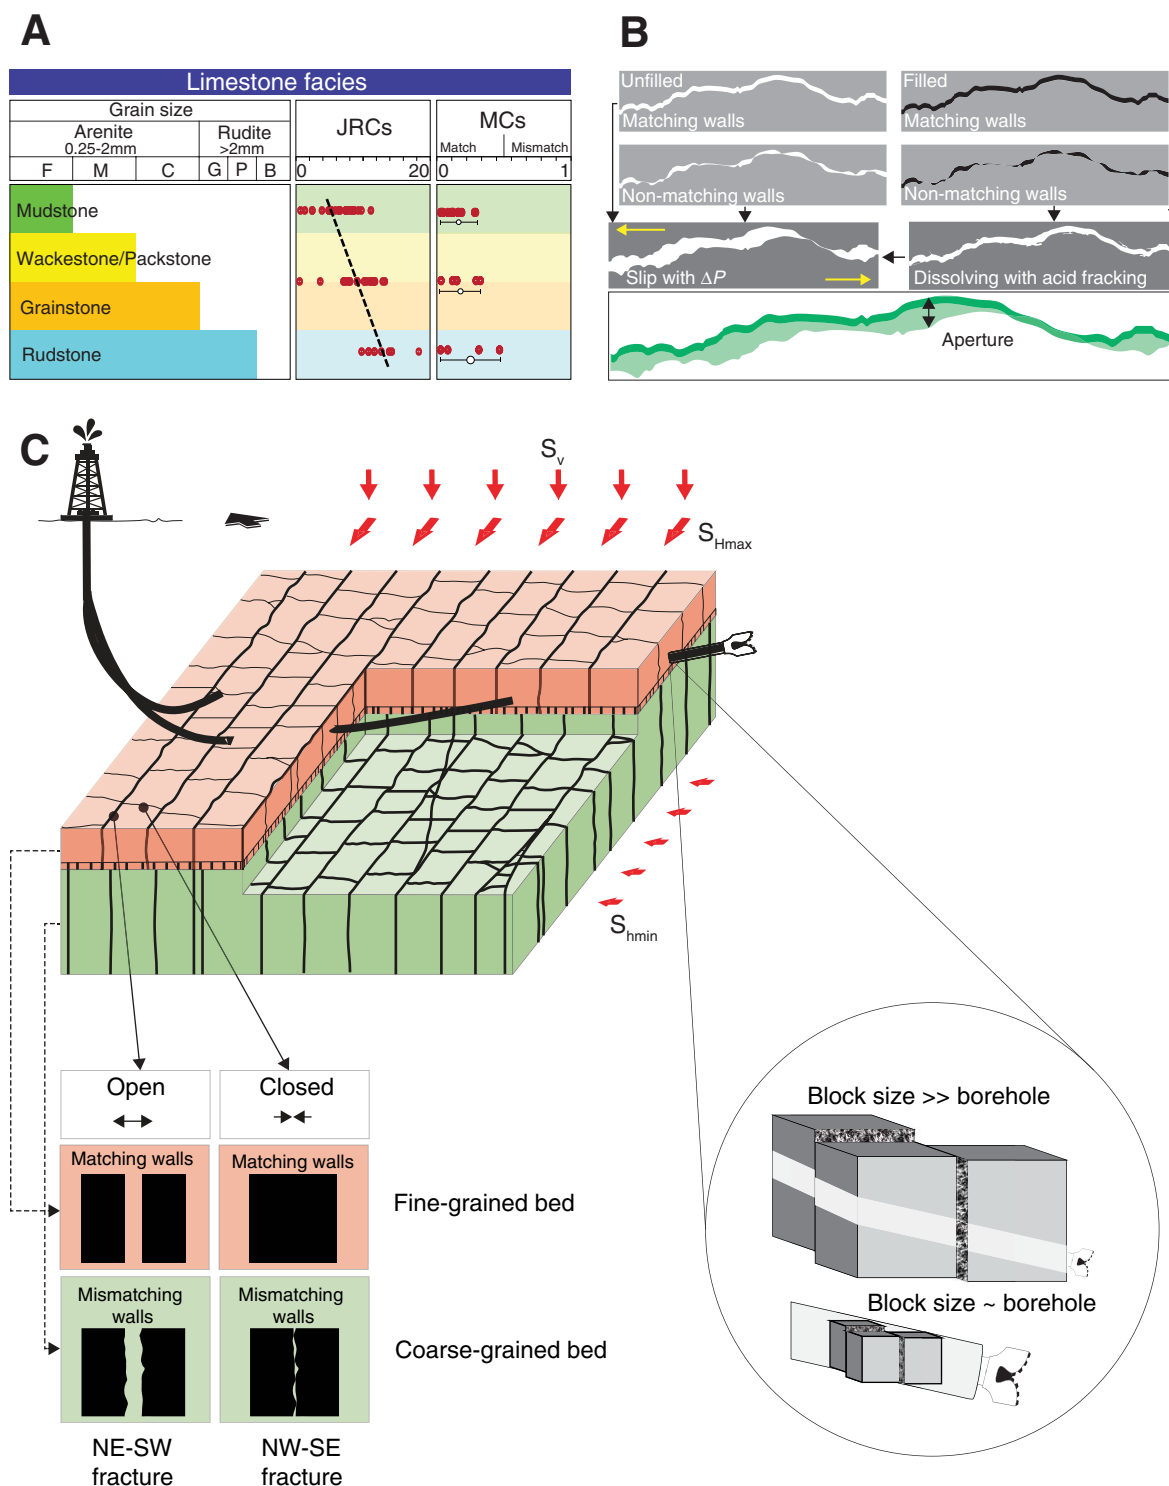 A
Limestone facies
Grain size
Arenite
0.25-2mm
Rudite
>2mm
F M C G P B
JRCs
0 20
MCs
Match Mismatch
0 1
Mudstone
Wackestone/Packstone
Grainstone
Rudstone
B
Unfilled
Matching walls
Filled
Matching walls
Non-matching walls
Non-matching walls
Slip with ΔP
Dissolving with acid fracking
Aperture
C
Sv
SHmax
Shmin
Open
Closed
Matching walls
Matching walls
Fine-grained bed
Mismatching
walls
Mismatching
walls
Coarse-grained bed
NE-SW
fracture
NW-SE
fracture
Block size >> borehole
Block size ~ borehole